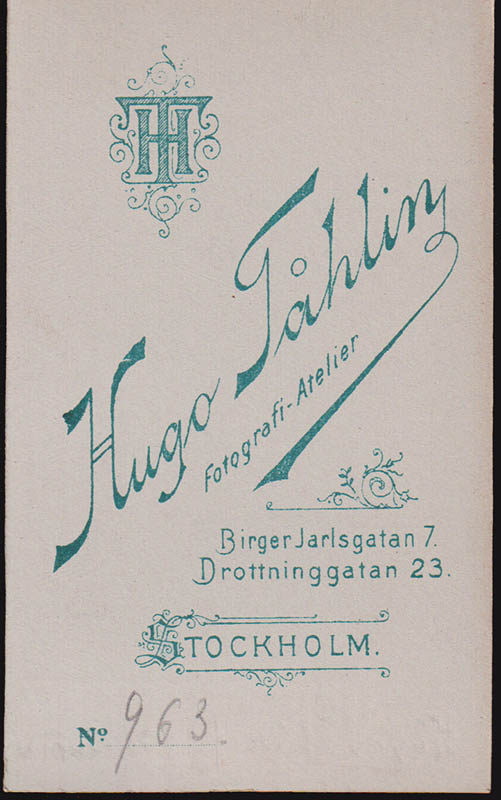 HT
Hugo Tåhlin
Fotografi-Atelier
Birger Jarlsgatan 7.
Drottninggatan 23.
STOCKHOLM.
No 963.